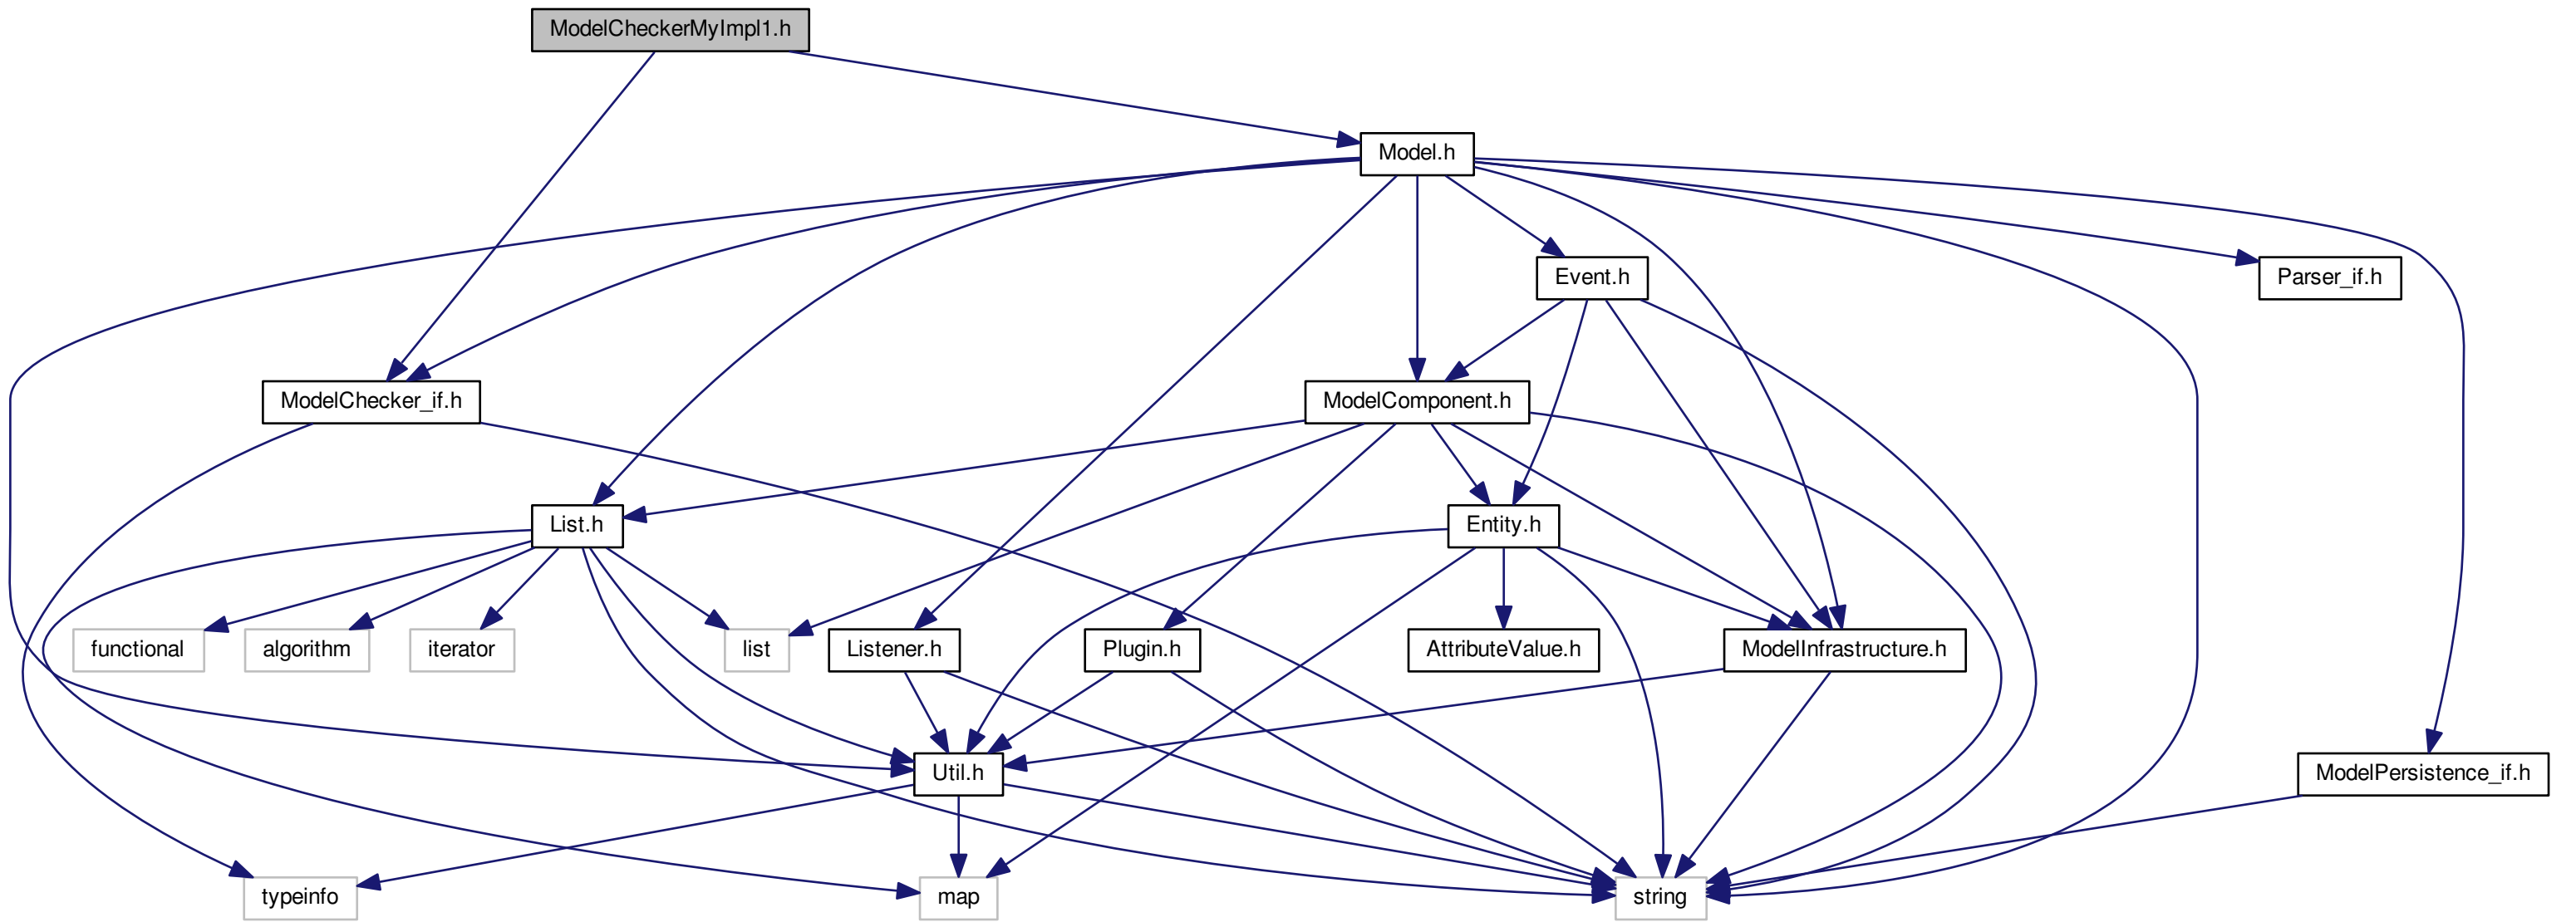 ModelCheckerMyImpl1.h
Model.h
Event.h
Parser_if.h
ModelChecker_if.h
ModelComponent.h
List.h
Entity.h
functional
algorithm
iterator
list
Listener.h
Plugin.h
AttributeValue.h
ModelInfrastructure.h
Util.h
ModelPersistence_if.h
typeinfo
map
string